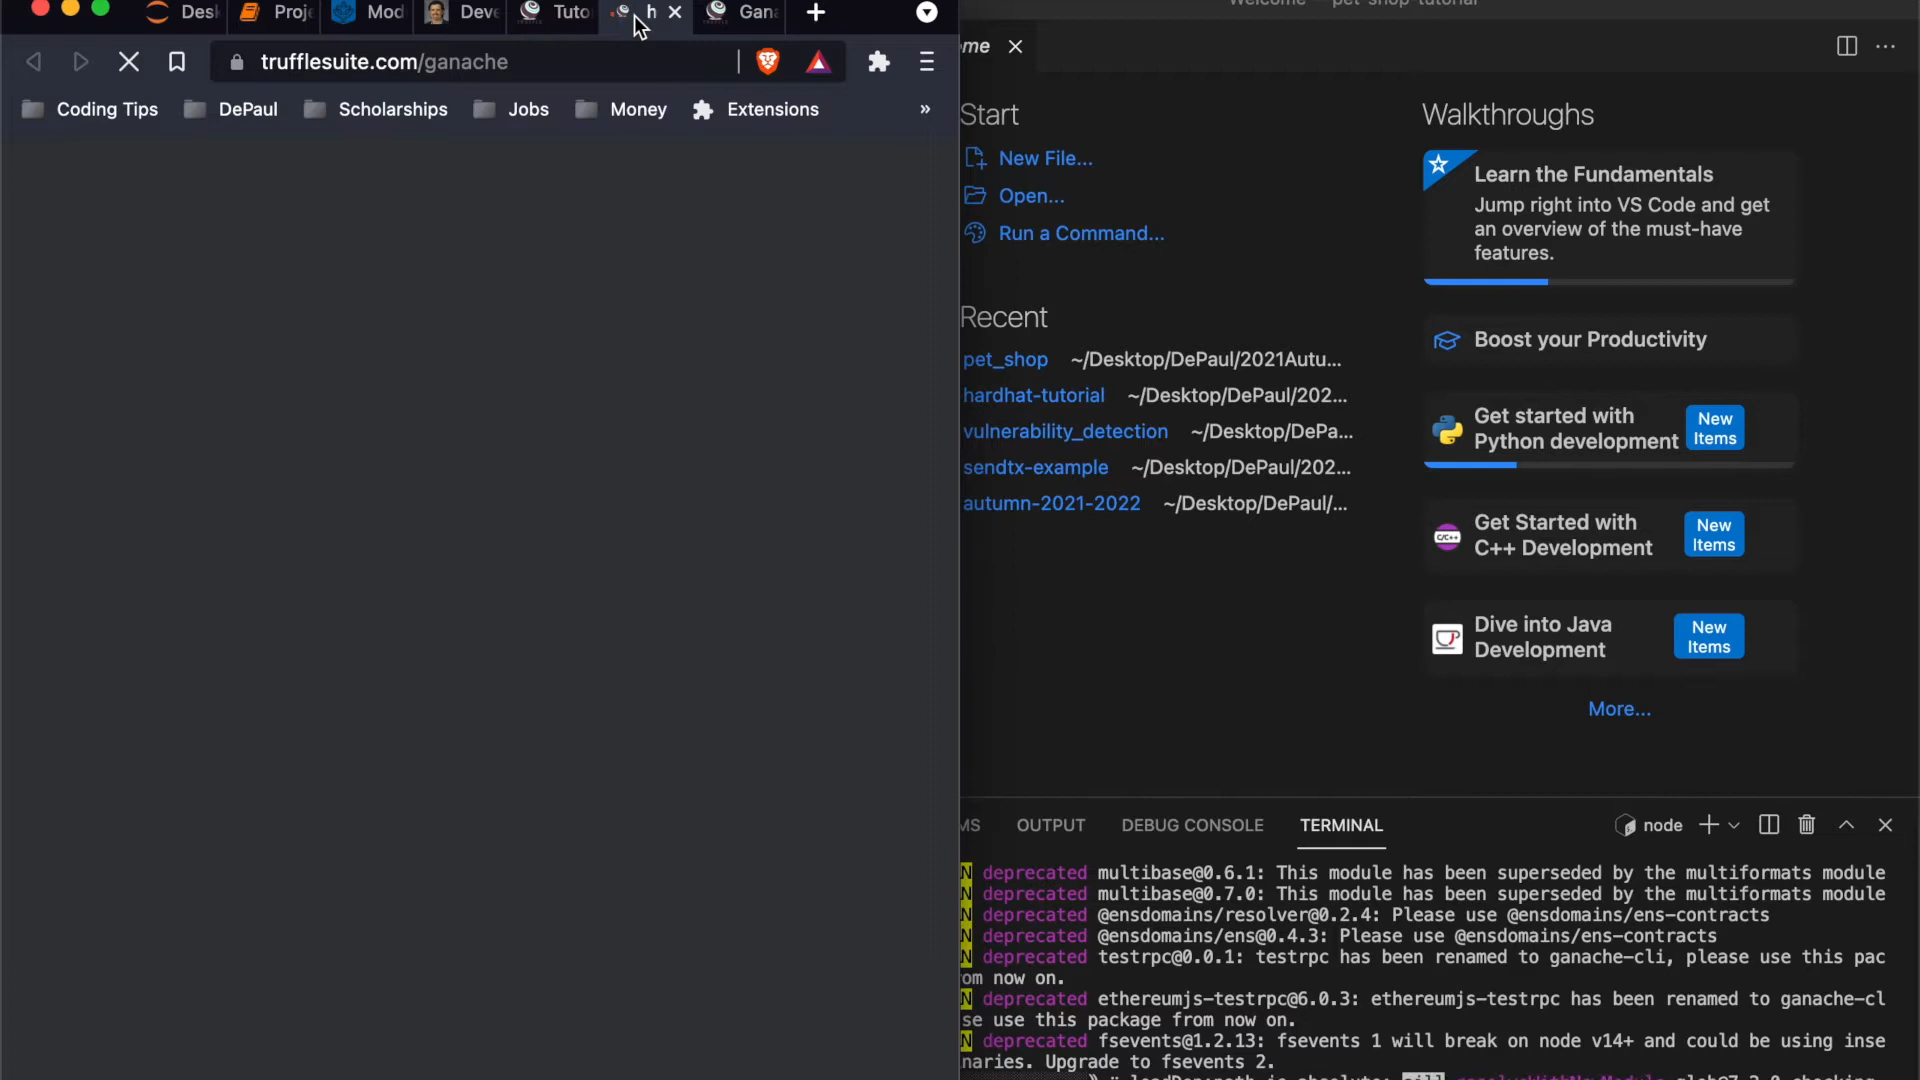 Desk
Proje
Mod
Deve
Tuto
h
Gana
trufflesuite.com/ganache
Coding Tips
DePaul
Scholarships
Jobs
Money
Extensions
»
Welcome — pet-shop-tutorial
me
Start
New File...
Open...
Run a Command...
Recent
pet_shop ~/Desktop/DePaul/2021Autu...
hardhat-tutorial ~/Desktop/DePaul/202...
vulnerability_detection ~/Desktop/DePa...
sendtx-example ~/Desktop/DePaul/202...
autumn-2021-2022 ~/Desktop/DePaul/...
Walkthroughs
Learn the Fundamentals
Jump right into VS Code and get
an overview of the must-have
features.
Boost your Productivity
Get started with
Python development
New
Items
C/C++
Get Started with
C++ Development
New
Items
Dive into Java
Development
New
Items
More...
MS
OUTPUT
DEBUG CONSOLE
TERMINAL
node
N deprecated multibase@0.6.1: This module has been superseded by the multiformats module
N deprecated multibase@0.7.0: This module has been superseded by the multiformats module
N deprecated @ensdomains/resolver@0.2.4: Please use @ensdomains/ens-contracts
N deprecated @ensdomains/ens@0.4.3: Please use @ensdomains/ens-contracts
N deprecated testrpc@0.0.1: testrpc has been renamed to ganache-cli, please use this pac
om now on.
N deprecated ethereumjs-testrpc@6.0.3: ethereumjs-testrpc has been renamed to ganache-cl
se use this package from now on.
N deprecated fsevents@1.2.13: fsevents 1 will break on node v14+ and could be using inse
naries. Upgrade to fsevents 2.